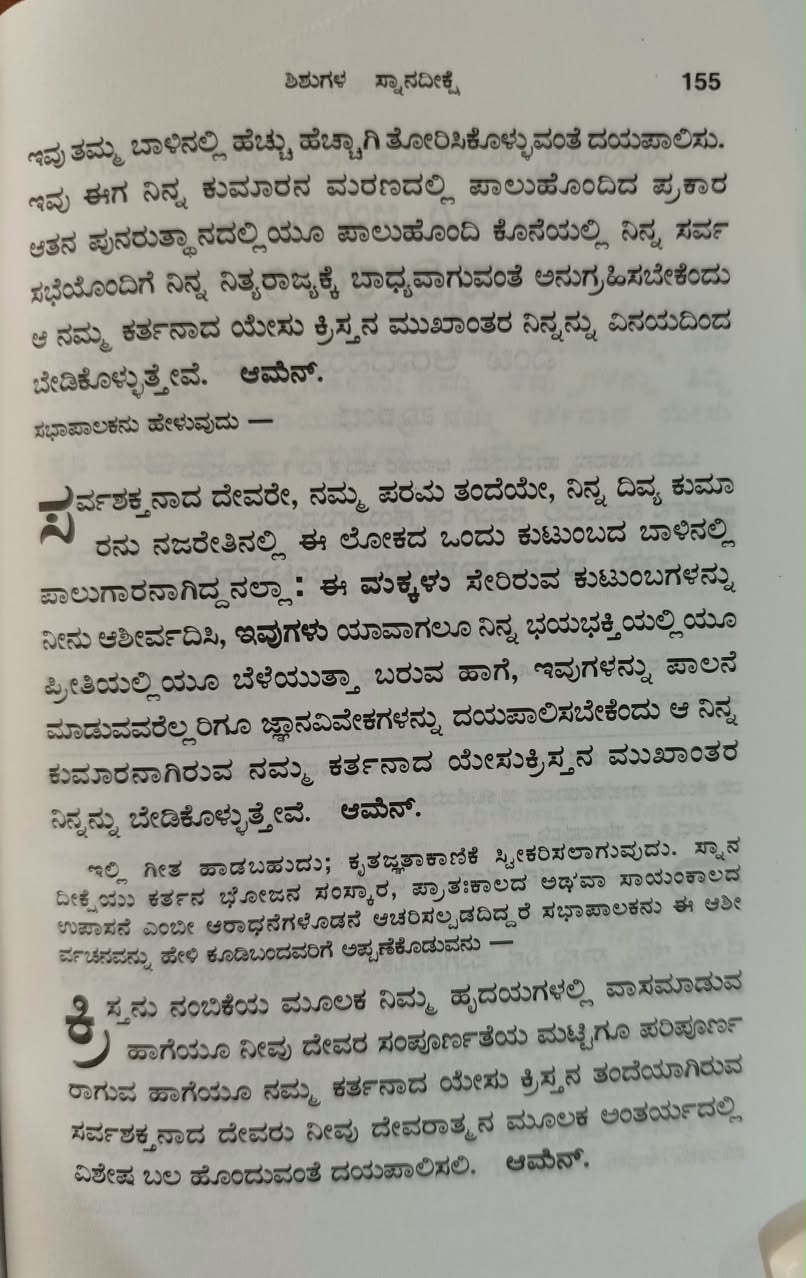 ಶಿಶುಗಳ ಸ್ನಾನದೀಕ್ಷೆ 155
ಇವು ತಮ್ಮ ಬಾಳಿನಲ್ಲಿ ಹೆಚ್ಚು ಹೆಚ್ಚಾಗಿ ತೋರಿಸಿಕೊಳ್ಳುವಂತೆ ದಯಪಾಲಿಸು.
ಇವು ಈಗ ನಿನ್ನ ಕುಮಾರನ ಮರಣದಲ್ಲಿ ಪಾಲುಹೊಂದಿದ ಪ್ರಕಾರ
ಆತನ ಪುನರುತ್ಥಾನದಲ್ಲಿಯೂ ಪಾಲುಹೊಂದಿ ಕೊನೆಯಲ್ಲಿ ನಿನ್ನ ಸರ್ವ
ಸಭೆಯೊಂದಿಗೆ ನಿನ್ನ ನಿತ್ಯರಾಜ್ಯಕ್ಕೆ ಬಾಧ್ಯವಾಗುವಂತೆ ಅನುಗ್ರಹಿಸಬೇಕೆಂದು
ಆ ನಮ್ಮ ಕರ್ತನಾದ ಯೇಸು ಕ್ರಿಸ್ತನ ಮುಖಾಂತರ ನಿನ್ನನ್ನು ವಿನಯದಿಂದ
ಬೇಡಿಕೊಳ್ಳುತ್ತೇವೆ. ಆಮೆನ್.
ಸಭಾಪಾಲಕನು ಹೇಳುವುದು —
ಸರ್ವಶಕ್ತನಾದ ದೇವರೇ, ನಮ್ಮ ಪರಮ ತಂದೆಯೇ, ನಿನ್ನ ದಿವ್ಯ ಕುಮಾ
ರನು ನಜರೇತಿನಲ್ಲಿ ಈ ಲೋಕದ ಒಂದು ಕುಟುಂಬದ ಬಾಳಿನಲ್ಲಿ
ಪಾಲುಗಾರನಾಗಿದ್ದನಲ್ಲಾ: ಈ ಮಕ್ಕಳು ಸೇರಿರುವ ಕುಟುಂಬಗಳನ್ನು
ನೀನು ಆಶೀರ್ವದಿಸಿ, ಇವುಗಳು ಯಾವಾಗಲೂ ನಿನ್ನ ಭಯಭಕ್ತಿಯಲ್ಲಿಯೂ
ಪ್ರೀತಿಯಲ್ಲಿಯೂ ಬೆಳೆಯುತ್ತಾ ಬರುವ ಹಾಗೆ, ಇವುಗಳನ್ನು ಪಾಲನೆ
ಮಾಡುವವರೆಲ್ಲರಿಗೂ ಜ್ಞಾನವಿವೇಕಗಳನ್ನು ದಯಪಾಲಿಸಬೇಕೆಂದು ಆ ನಿನ್ನ
ಕುಮಾರನಾಗಿರುವ ನಮ್ಮ ಕರ್ತನಾದ ಯೇಸುಕ್ರಿಸ್ತನ ಮುಖಾಂತರ
ನಿನ್ನನ್ನು ಬೇಡಿಕೊಳ್ಳುತ್ತೇವೆ. ಆಮೆನ್.
ಇಲ್ಲಿ ಗೀತ ಹಾಡಬಹುದು; ಕೃತಜ್ಞತಾಕಾಣಿಕೆ ಸ್ವೀಕರಿಸಲಾಗುವುದು. ಸ್ನಾನ
ದೀಕ್ಷೆಯು ಕರ್ತನ ಭೋಜನ ಸಂಸ್ಕಾರ, ಪ್ರಾತಃಕಾಲದ ಅಥವಾ ಸಾಯಂಕಾಲದ
ಉಪಾಸನೆ ಎಂಬೀ ಆರಾಧನೆಗಳೊಡನೆ ಆಚರಿಸಲ್ಪಡದಿದ್ದರೆ ಸಭಾಪಾಲಕನು ಈ ಆಶೀ
ರ್ವಚನವನ್ನು ಹೇಳಿ ಕೂಡಿಬಂದವರಿಗೆ ಅಪ್ಪಣೆಕೊಡುವನು —
ಕ್ರಿಸ್ತನು ನಂಬಿಕೆಯ ಮೂಲಕ ನಿಮ್ಮ ಹೃದಯಗಳಲ್ಲಿ ವಾಸಮಾಡುವ
ಹಾಗೆಯೂ ನೀವು ದೇವರ ಸಂಪೂರ್ಣತೆಯ ಮಟ್ಟಿಗೂ ಪರಿಪೂರ್ಣ
ರಾಗುವ ಹಾಗೆಯೂ ನಮ್ಮ ಕರ್ತನಾದ ಯೇಸು ಕ್ರಿಸ್ತನ ತಂದೆಯಾಗಿರುವ
ಸರ್ವಶಕ್ತನಾದ ದೇವರು ನೀವು ದೇವರಾತ್ಮನ ಮೂಲಕ ಅಂತರ್ಯದಲ್ಲಿ
ವಿಶೇಷ ಬಲ ಹೊಂದುವಂತೆ ದಯಪಾಲಿಸಲಿ. ಆಮೆನ್.